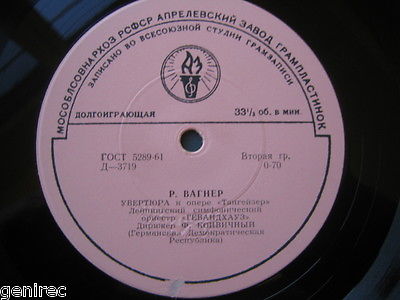 МОСОБЛСОВНАРХОЗ РСФСР АПРЕЛЕВСКИЙ ЗАВОД ГРАМПЛАСТИНОК
ЗАПИСАНО ВО ВСЕСОЮЗНОЙ СТУДИИ ГРАМЗАПИСИ
ДОЛГОИГРАЮЩАЯ 33⅓ об. в мин.
ГОСТ 5289-61 Вторая гр.
Д—3719 0-70
Р. ВАГНЕР
УВЕРТЮРА к опере «Тангейзер»
Лейпцигский симфонический
оркестр «ГЕВАНДХАУЗ»
Дирижер Ф. КОНВИЧНЫЙ
(Германская Демократическая
Республика)
genirec